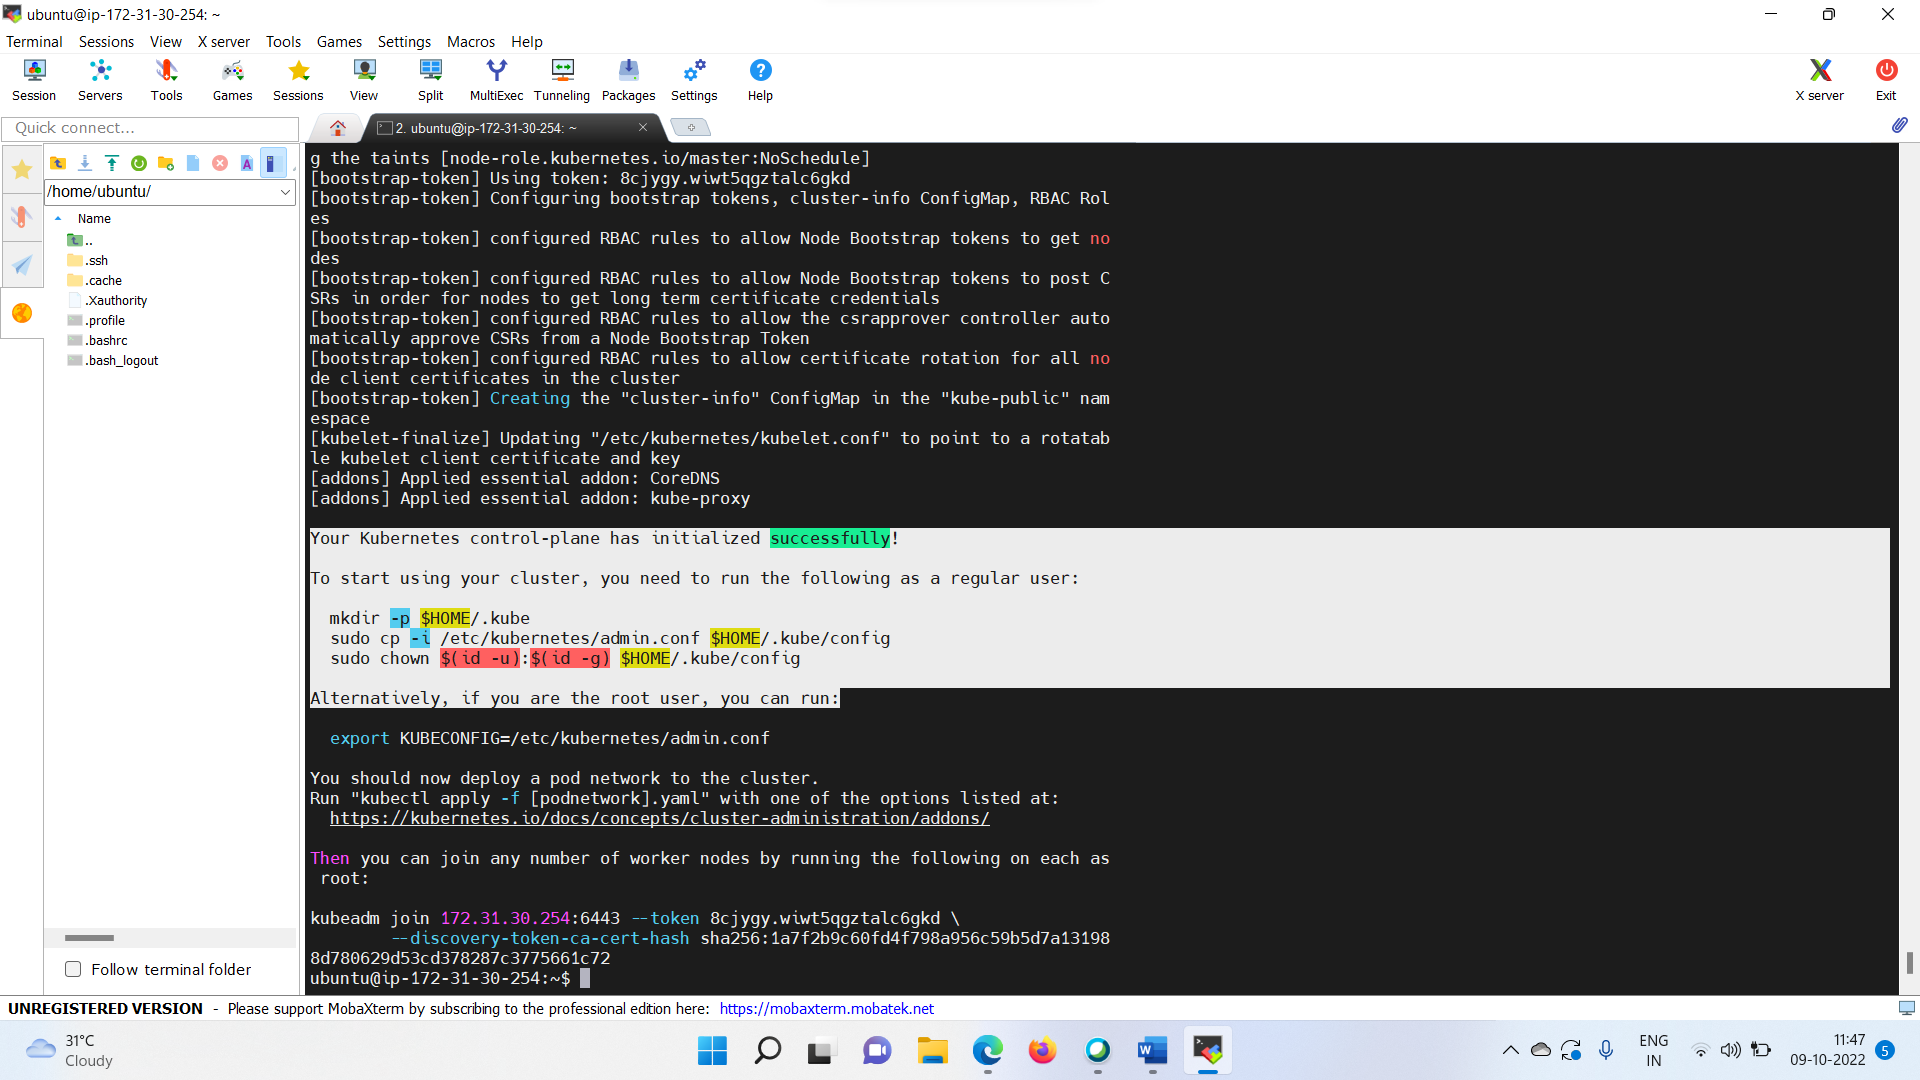 ubuntu@ip-172-31-30-254: ~
Terminal Sessions View X server Tools Games Settings Macros Help
Session Servers Tools Games Sessions View Split MultiExec Tunneling Packages Settings Help X server Exit
Quick connect...
2. ubuntu@ip-172-31-30-254: ~
/home/ubuntu/
Name
..
.ssh
.cache
.Xauthority
.profile
.bashrc
.bash_logout
Follow terminal folder
g the taints [node-role.kubernetes.io/master:NoSchedule]
[bootstrap-token] Using token: 8cjygy.wiwt5qgztalc6gkd
[bootstrap-token] Configuring bootstrap tokens, cluster-info ConfigMap, RBAC Rol
es
[bootstrap-token] configured RBAC rules to allow Node Bootstrap tokens to get no
des
[bootstrap-token] configured RBAC rules to allow Node Bootstrap tokens to post C
SRs in order for nodes to get long term certificate credentials
[bootstrap-token] configured RBAC rules to allow the csrapprover controller auto
matically approve CSRs from a Node Bootstrap Token
[bootstrap-token] configured RBAC rules to allow certificate rotation for all no
de client certificates in the cluster
[bootstrap-token] Creating the "cluster-info" ConfigMap in the "kube-public" nam
espace
[kubelet-finalize] Updating "/etc/kubernetes/kubelet.conf" to point to a rotatab
le kubelet client certificate and key
[addons] Applied essential addon: CoreDNS
[addons] Applied essential addon: kube-proxy
Your Kubernetes control-plane has initialized successfully!
To start using your cluster, you need to run the following as a regular user:
mkdir -p $HOME/.kube
sudo cp -i /etc/kubernetes/admin.conf $HOME/.kube/config
sudo chown $(id -u):$(id -g) $HOME/.kube/config
Alternatively, if you are the root user, you can run:
export KUBECONFIG=/etc/kubernetes/admin.conf
You should now deploy a pod network to the cluster.
Run "kubectl apply -f [podnetwork].yaml" with one of the options listed at:
https://kubernetes.io/docs/concepts/cluster-administration/addons/
Then you can join any number of worker nodes by running the following on each as
root:
kubeadm join 172.31.30.254:6443 --token 8cjygy.wiwt5qgztalc6gkd \
--discovery-token-ca-cert-hash sha256:1a7f2b9c60fd4f798a956c59b5d7a13198
8d780629d53cd378287c3775661c72
ubuntu@ip-172-31-30-254:~$
UNREGISTERED VERSION - Please support MobaXterm by subscribing to the professional edition here: https://mobaxterm.mobatek.net
31°C
Cloudy
ENG
IN
11:47
09-10-2022
5